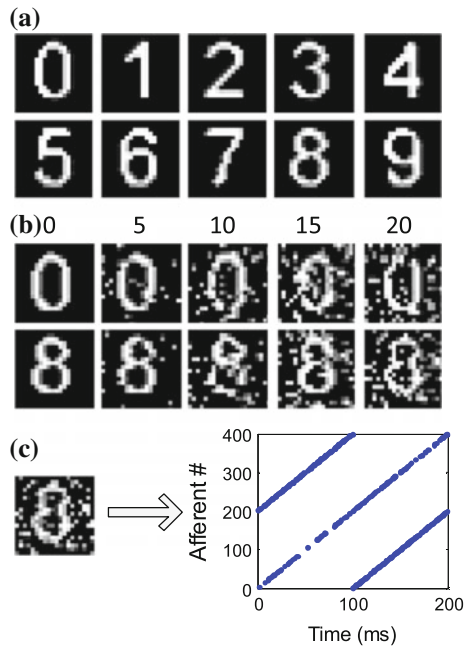 (a)
0 1 2 3 4
5 6 7 8 9
(b) 0 5 10 15 20
0 0 0 0 0
8 8 8 8 8
(c)
8
Afferent #
400
300
200
100
0
0 100 200
Time (ms)